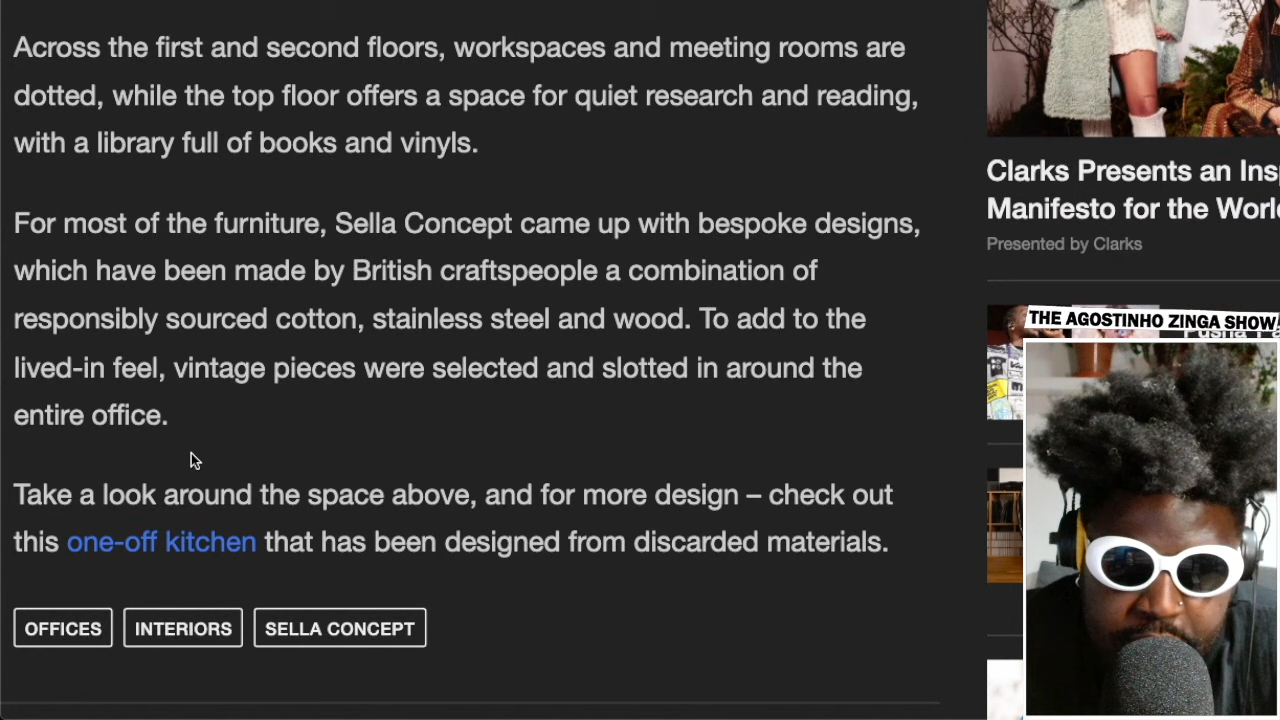 Across the first and second floors, workspaces and meeting rooms are
dotted, while the top floor offers a space for quiet research and reading,
with a library full of books and vinyls.
For most of the furniture, Sella Concept came up with bespoke designs,
which have been made by British craftspeople a combination of
responsibly sourced cotton, stainless steel and wood. To add to the
lived-in feel, vintage pieces were selected and slotted in around the
entire office.
Take a look around the space above, and for more design – check out
this one-off kitchen that has been designed from discarded materials.
OFFICES
INTERIORS
SELLA CONCEPT
Clarks Presents an
Manifesto for the
Presented by Clarks
THE AGOSTINHO ZINGA SHOW